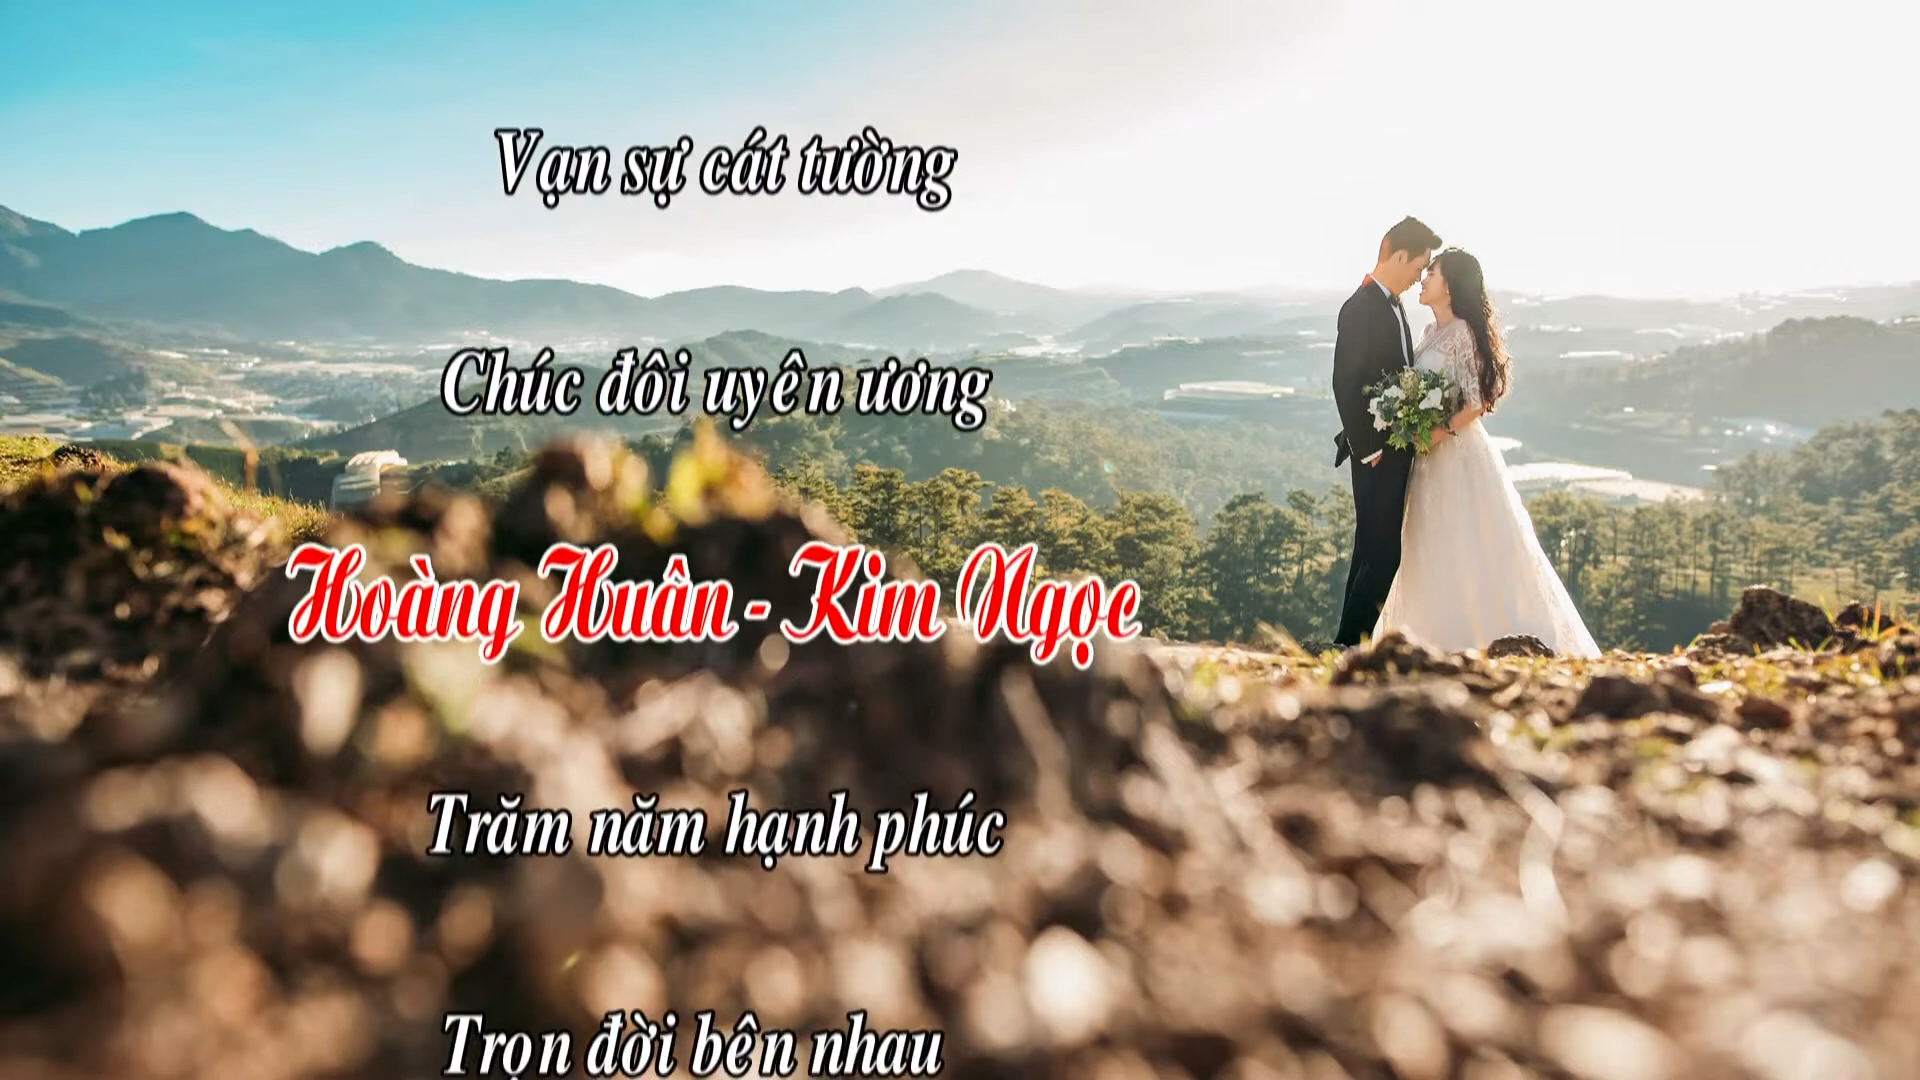 Vạn sự cát tường
Chúc đôi uyên ương
Hoàng Huân - Kim Ngọc
Trăm năm hạnh phúc
Trọn đời bên nhau